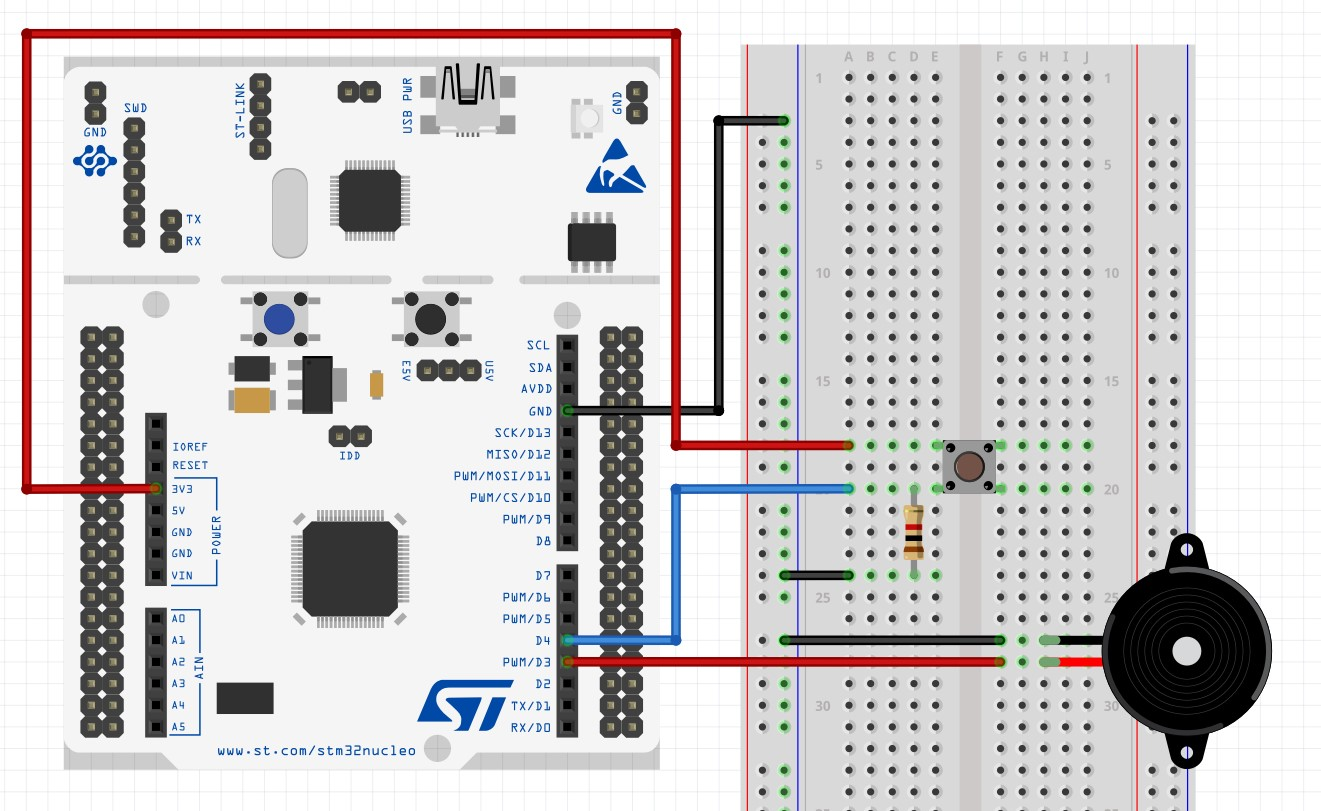 USB PWR
ST-LINK
GND
SWD
GND
TX
RX
SCL
SDA
AVDD
GND
SCK/D13
MISO/D12
PWM/MOSI/D11
PWM/CS/D10
PWM/D9
D8
E5V
U5V
IDD
IOREF
RESET
3V3
5V
GND
GND
VIN
POWER
D7
PWM/D6
PWM/D5
D4
PWM/D3
D2
TX/D1
RX/D0
A0
A1
A2
A3
A4
A5
AIN
ST
www.st.com/stm32nucleo
A B C D E F G H I J
1 1
5 5
10 10
15 15
20 20
25 25
30 30